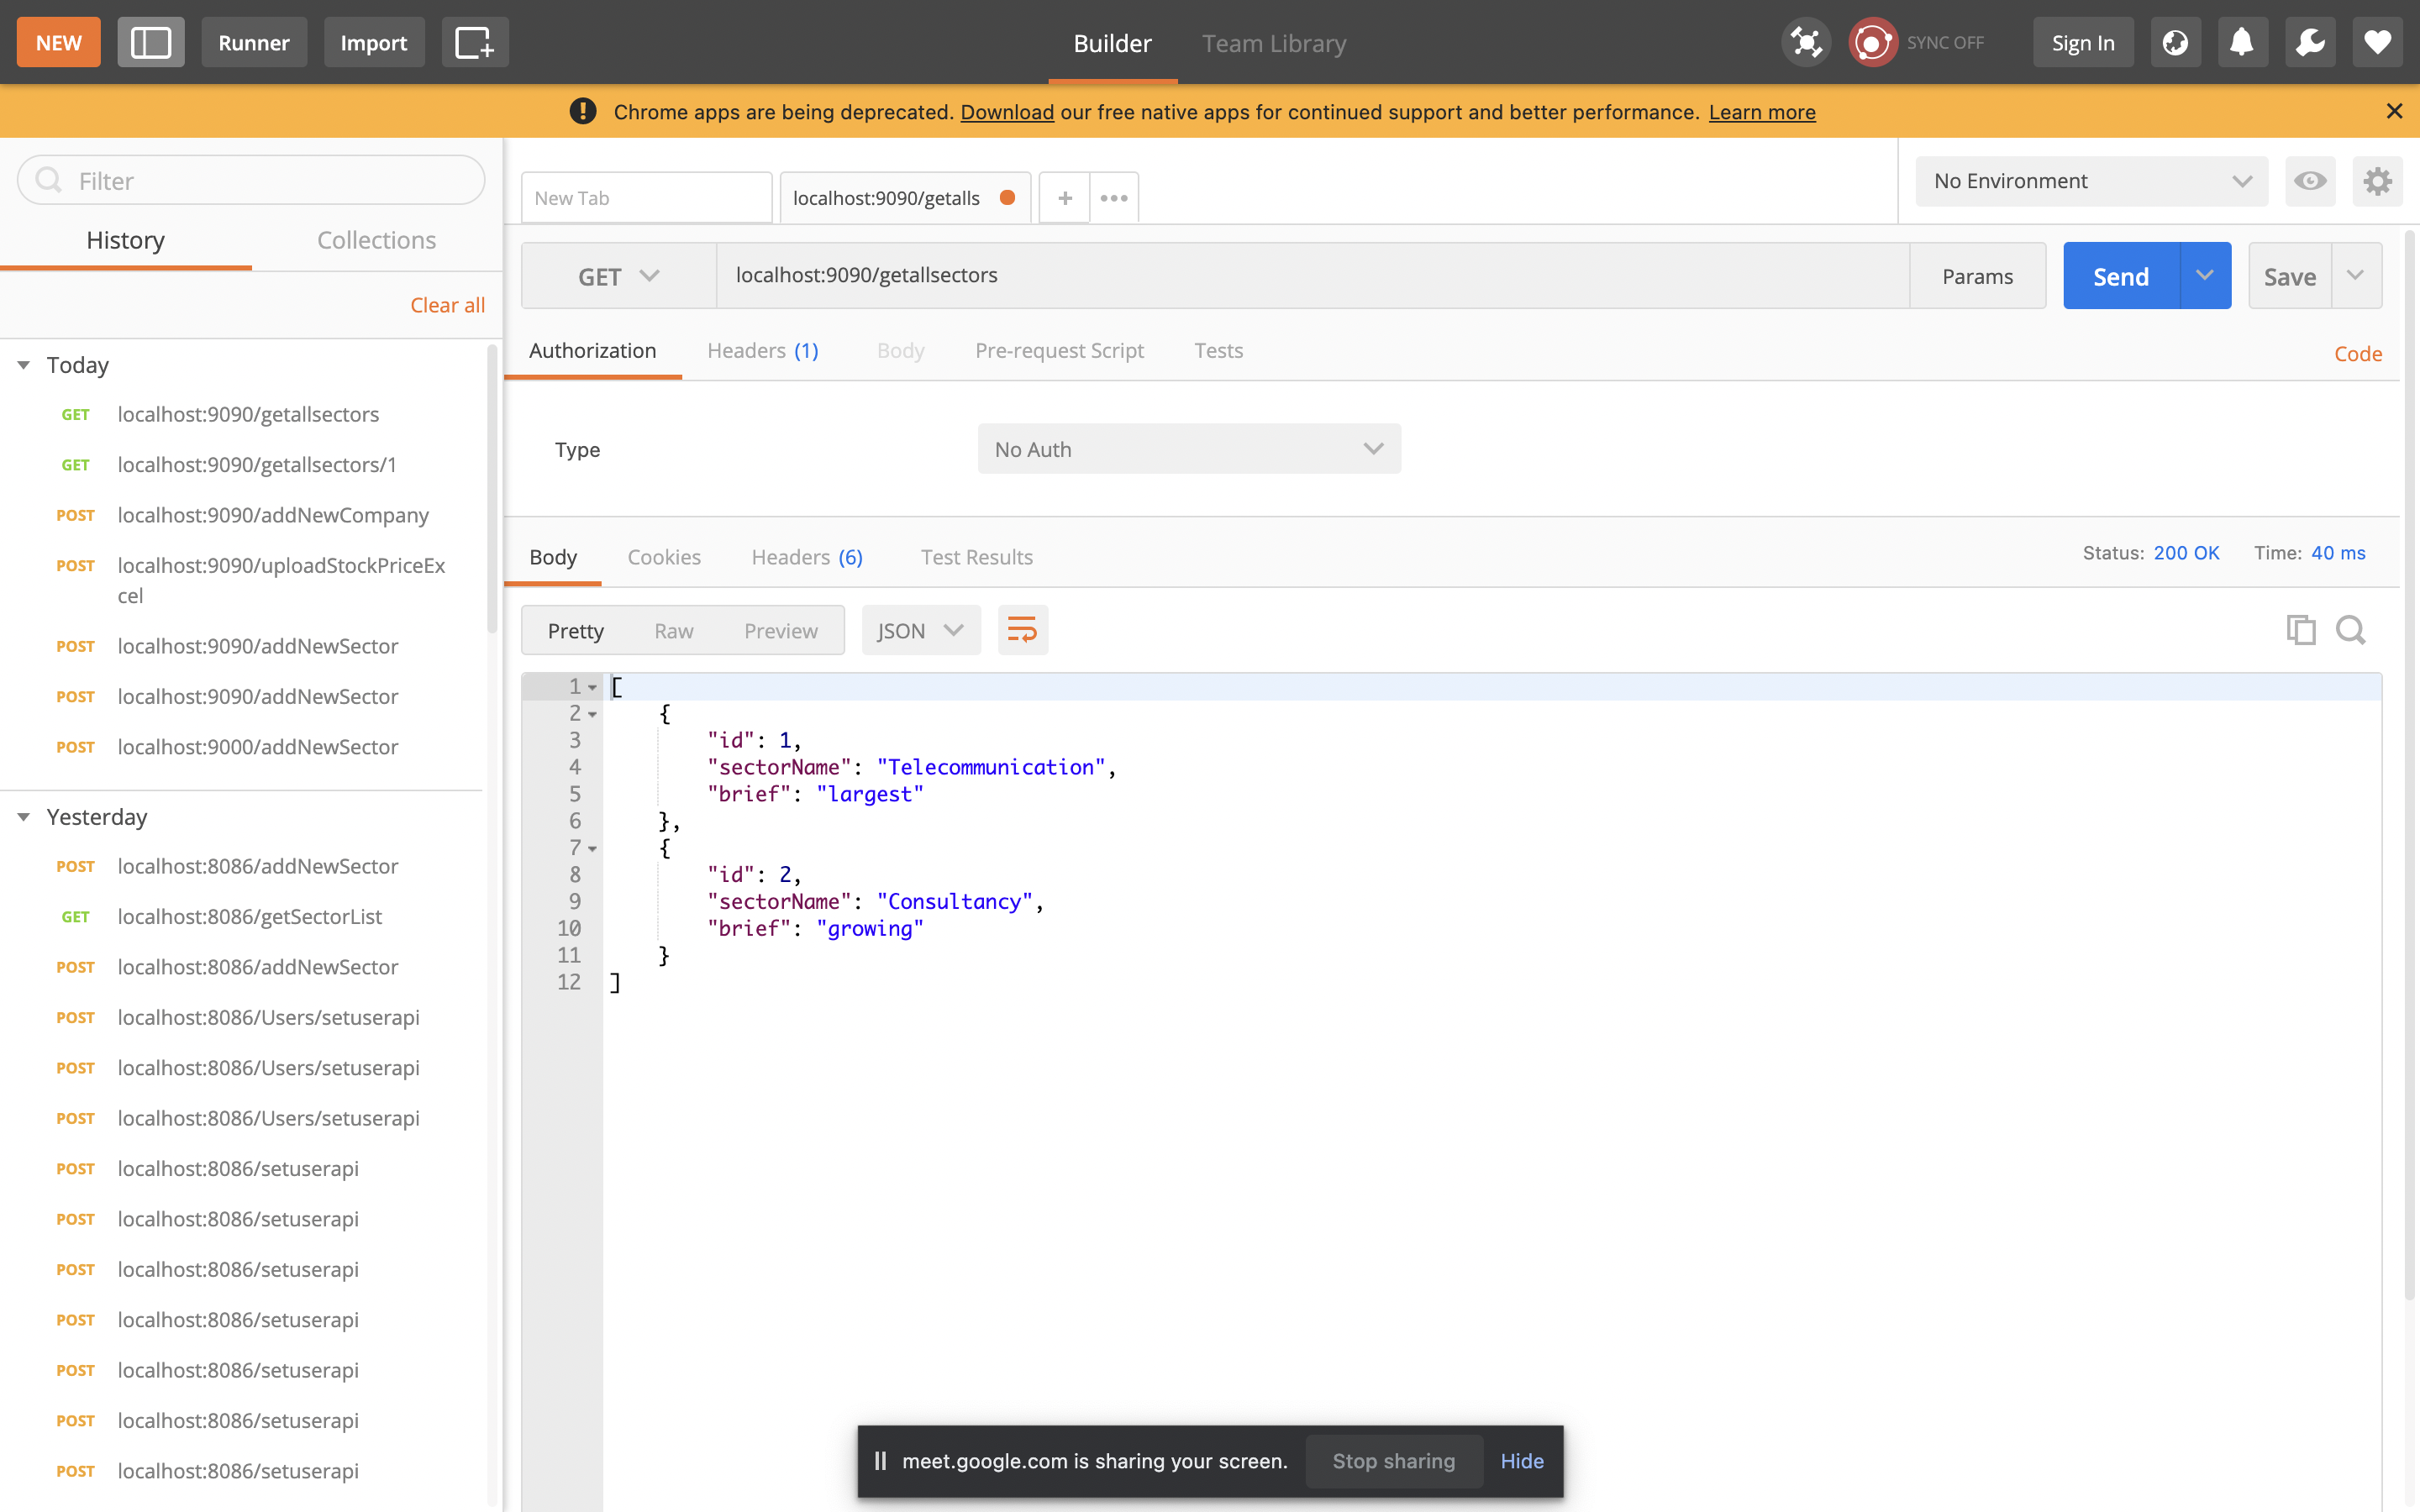 NEW
Runner
Import
Builder
Team Library
SYNC OFF
Sign In
Chrome apps are being deprecated. Download our free native apps for continued support and better performance. Learn more
Filter
History
Collections
Clear all
Today
GET localhost:9090/getallsectors
GET localhost:9090/getallsectors/1
POST localhost:9090/addNewCompany
POST localhost:9090/uploadStockPriceEx
cel
POST localhost:9090/addNewSector
POST localhost:9090/addNewSector
POST localhost:9000/addNewSector
Yesterday
POST localhost:8086/addNewSector
GET localhost:8086/getSectorList
POST localhost:8086/addNewSector
POST localhost:8086/Users/setuserapi
POST localhost:8086/Users/setuserapi
POST localhost:8086/Users/setuserapi
POST localhost:8086/setuserapi
POST localhost:8086/setuserapi
POST localhost:8086/setuserapi
POST localhost:8086/setuserapi
POST localhost:8086/setuserapi
POST localhost:8086/setuserapi
POST localhost:8086/setuserapi
New Tab
localhost:9090/getalls
No Environment
GET
localhost:9090/getallsectors
Params
Send
Save
Authorization
Headers (1)
Body
Pre-request Script
Tests
Code
Type
No Auth
Body
Cookies
Headers (6)
Test Results
Status: 200 OK
Time: 40 ms
Pretty
Raw
Preview
JSON
1 [
2 {
3 "id": 1,
4 "sectorName": "Telecommunication",
5 "brief": "largest"
6 },
7 {
8 "id": 2,
9 "sectorName": "Consultancy",
10 "brief": "growing"
11 }
12 ]
meet.google.com is sharing your screen.
Stop sharing
Hide